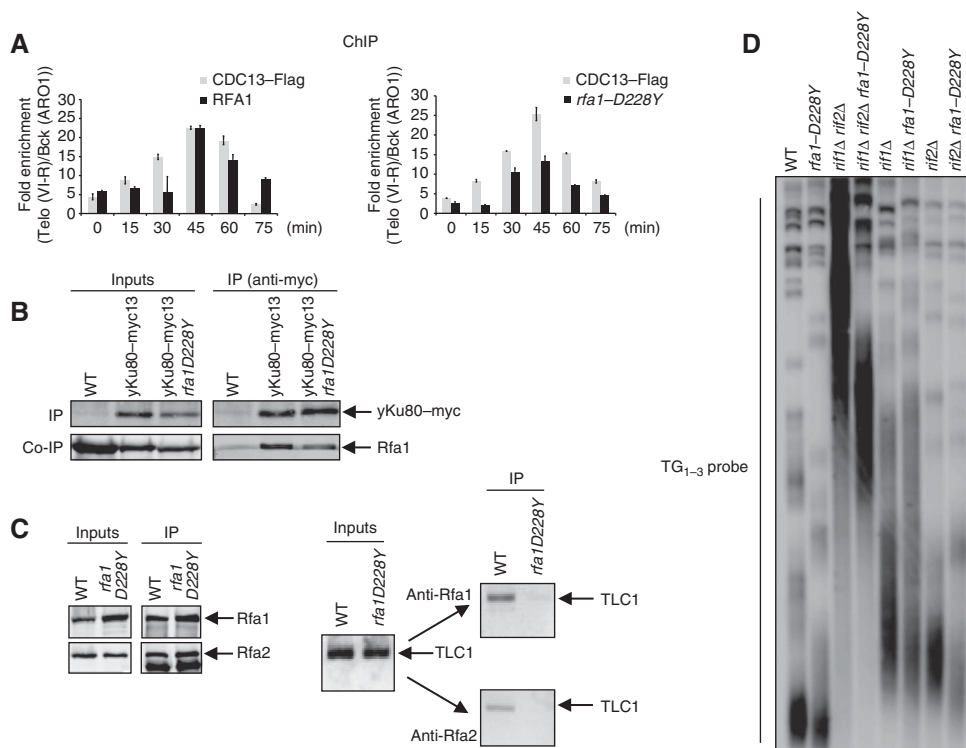 A
ChIP
CDC13–Flag
RFA1
Fold enrichment
(Telo (VI-R)/Bck (ARO1))
30
25
20
15
10
5
0
0 15 30 45 60 75 (min)
CDC13–Flag
rfa1–D228Y
Fold enrichment
(Telo (VI-R)/Bck (ARO1))
30
25
20
15
10
5
0
0 15 30 45 60 75 (min)
B
Inputs
IP (anti-myc)
WT
yKu80–myc13
yKu80–myc13
rfa1D228Y
WT
yKu80–myc13
yKu80–myc13
rfa1D228Y
IP
yKu80–myc
Co-IP
Rfa1
C
Inputs
IP
WT
rfa1
D228Y
WT
rfa1
D228Y
Rfa1
Rfa2
Inputs
WT
rfa1D228Y
TLC1
IP
WT
rfa1D228Y
Anti-Rfa1
TLC1
TLC1
Anti-Rfa2
D
WT
rfa1–D228Y
rif1Δ rif2Δ
rif1Δ rif2Δ rfa1–D228Y
rif1Δ
rif1Δ rfa1–D228Y
rif2Δ
rif2Δ rfa1–D228Y
TG1–3 probe